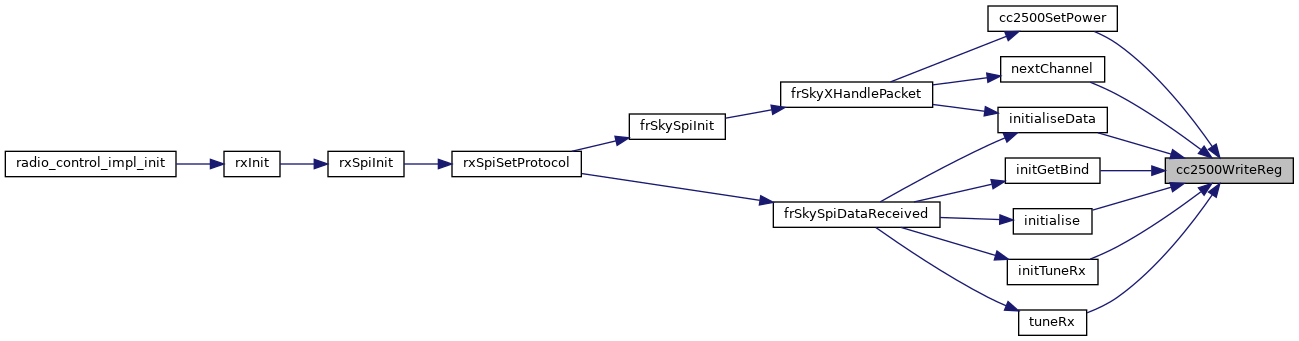 radio_control_impl_init
rxInit
rxSpiInit
rxSpiSetProtocol
frSkySpiInit
frSkySpiDataReceived
frSkyXHandlePacket
cc2500SetPower
nextChannel
initialiseData
initGetBind
initialise
initTuneRx
tuneRx
cc2500WriteReg